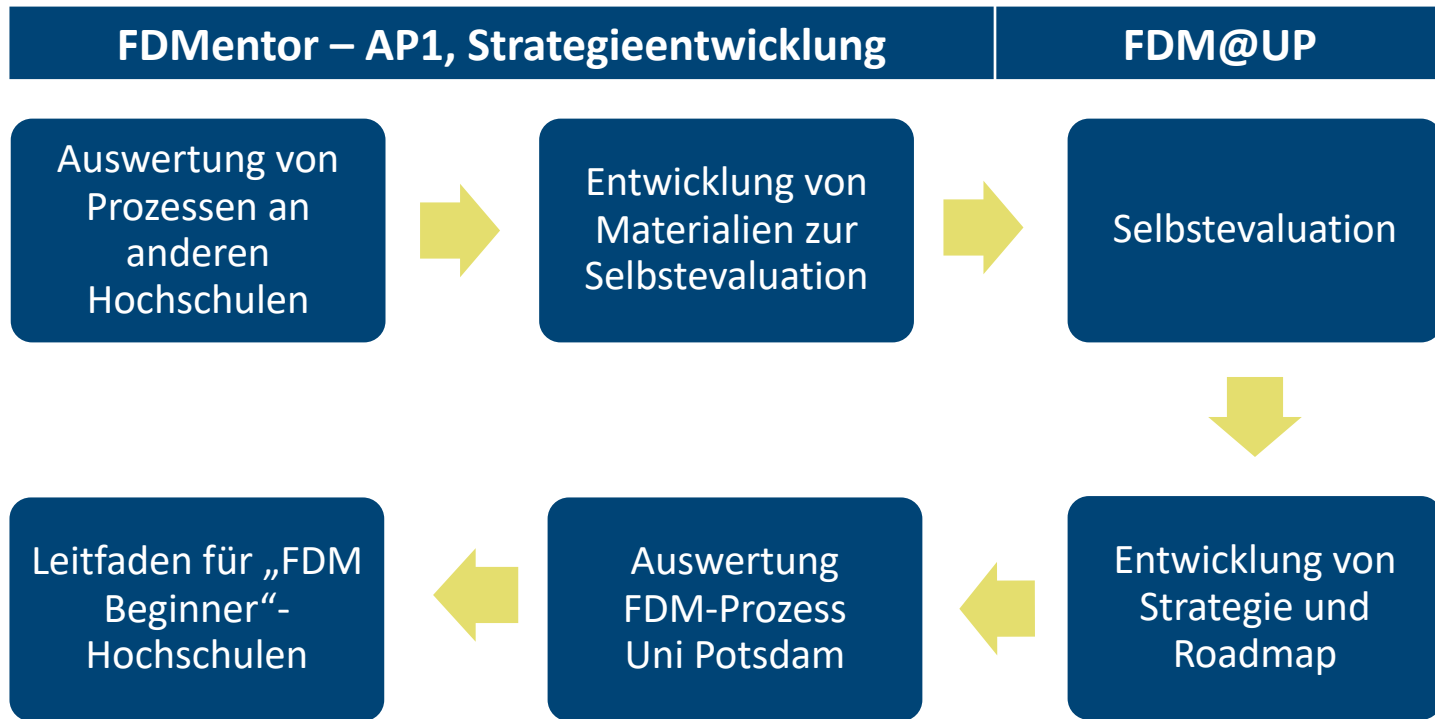 FDMentor – AP1, Strategieentwicklung
FDM@UP
Auswertung von
Prozessen an
anderen
Hochschulen
Entwicklung von
Materialien zur
Selbstevaluation
Selbstevaluation
Leitfaden für „FDM
Beginner“-
Hochschulen
Auswertung
FDM-Prozess
Uni Potsdam
Entwicklung von
Strategie und
Roadmap